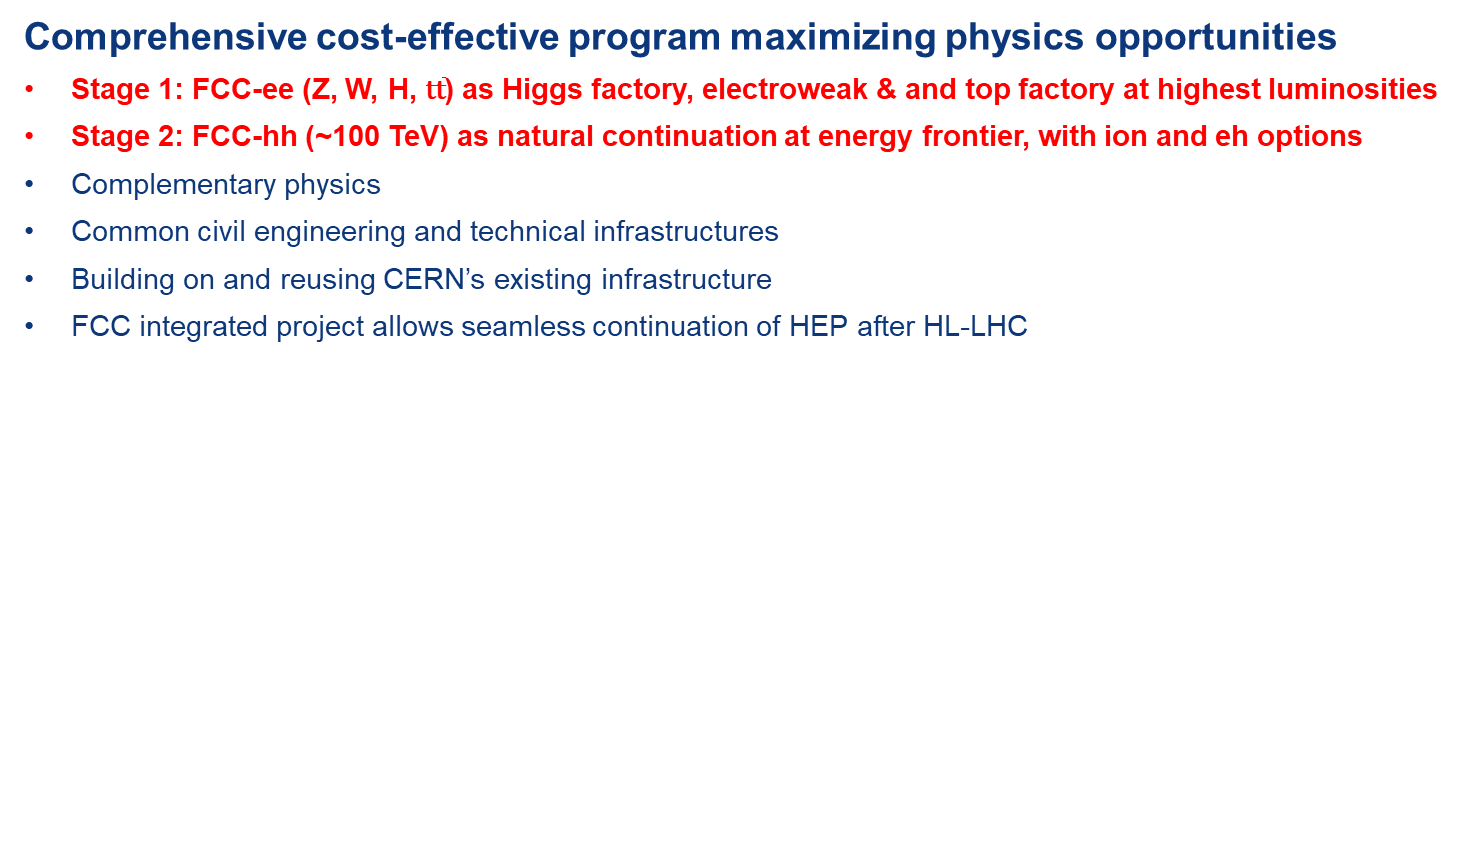 Comprehensive cost-effective program maximizing physics opportunities
• Stage 1: FCC-ee (Z, W, H, tt̄) as Higgs factory, electroweak & and top factory at highest luminosities
• Stage 2: FCC-hh (~100 TeV) as natural continuation at energy frontier, with ion and eh options
• Complementary physics
• Common civil engineering and technical infrastructures
• Building on and reusing CERN’s existing infrastructure
• FCC integrated project allows seamless continuation of HEP after HL-LHC